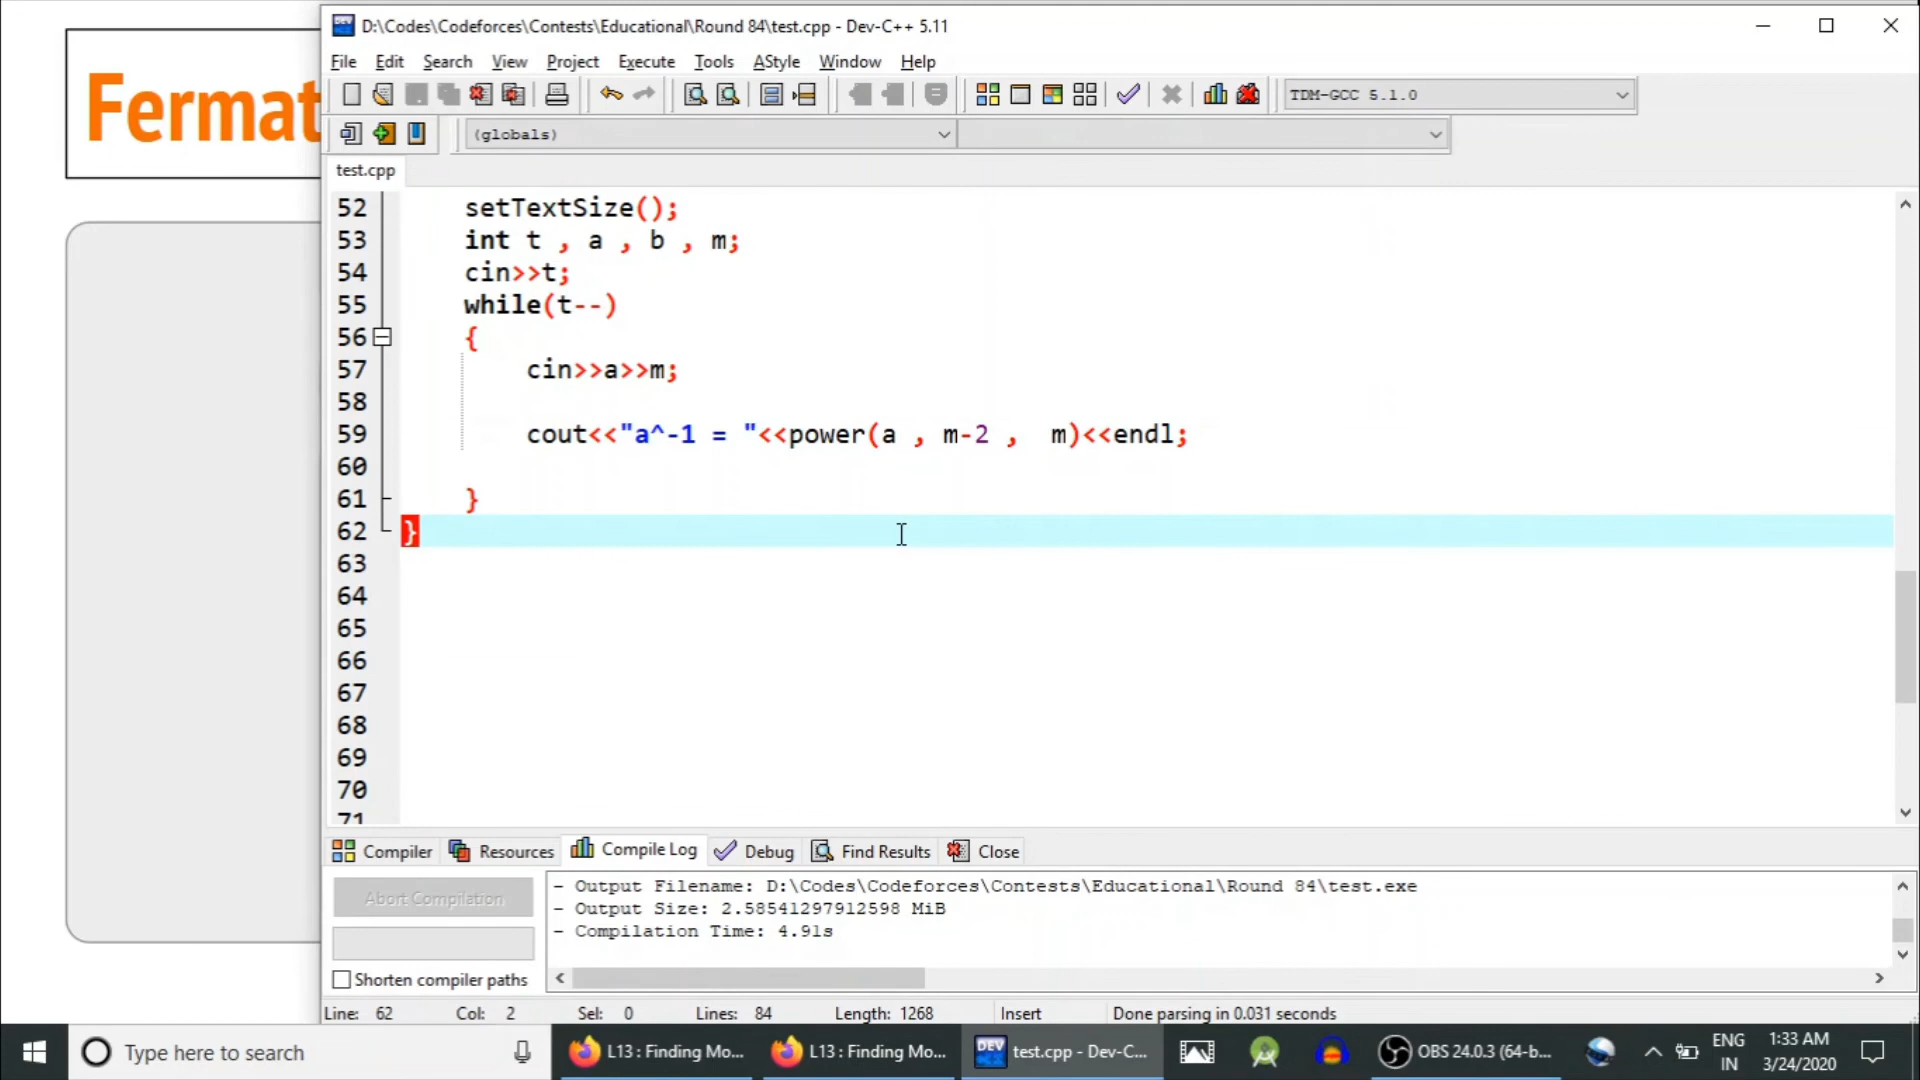 Fermat
D:\Codes\Codeforces\Contests\Educational\Round 84\test.cpp - Dev-C++ 5.11
File Edit Search View Project Execute Tools AStyle Window Help
TDM-GCC 5.1.0
(globals)
test.cpp
52 setTextSize();
53 int t , a , b , m;
54 cin>>t;
55 while(t--)
56 {
57 cin>>a>>m;
58
59 cout<<"a^-1 = "<<power(a , m-2 ,  m)<<endl;
60
61 }
62 }
63
64
65
66
67
68
69
70
71
Compiler Resources Compile Log Debug Find Results Close
Abort Compilation
- Output Filename: D:\Codes\Codeforces\Contests\Educational\Round 84\test.exe
- Output Size: 2.58541297912598 MiB
- Compilation Time: 4.91s
Shorten compiler paths
Line: 62 Col: 2 Sel: 0 Lines: 84 Length: 1268 Insert Done parsing in 0.031 seconds
Type here to search
L13 : Finding Mo...
L13 : Finding Mo...
DEV
test.cpp - Dev-C...
OBS 24.0.3 (64-b...
ENG
IN
1:33 AM
3/24/2020